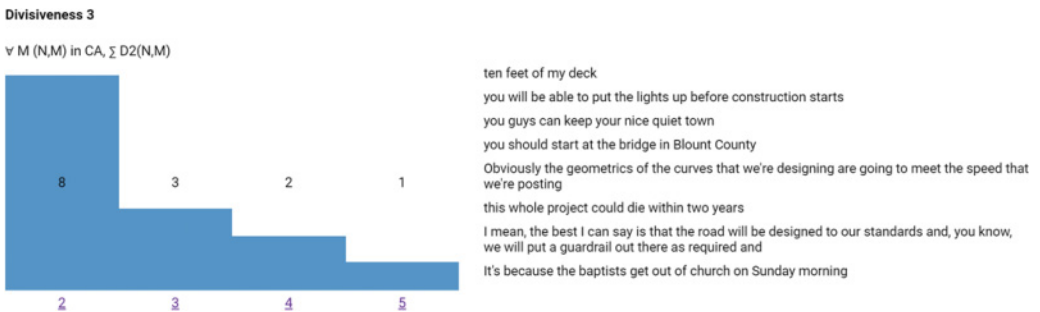 Divisiveness 3
∀ M (N,M) in CA, ∑ D2(N,M)
8 3 2 1
2 3 4 5
ten feet of my deck
you will be able to put the lights up before construction starts
you guys can keep your nice quiet town
you should start at the bridge in Blount County
Obviously the geometrics of the curves that we're designing are going to meet the speed that
we're posting
this whole project could die within two years
I mean, the best I can say is that the road will be designed to our standards and, you know,
we will put a guardrail out there as required and
It's because the baptists get out of church on Sunday morning